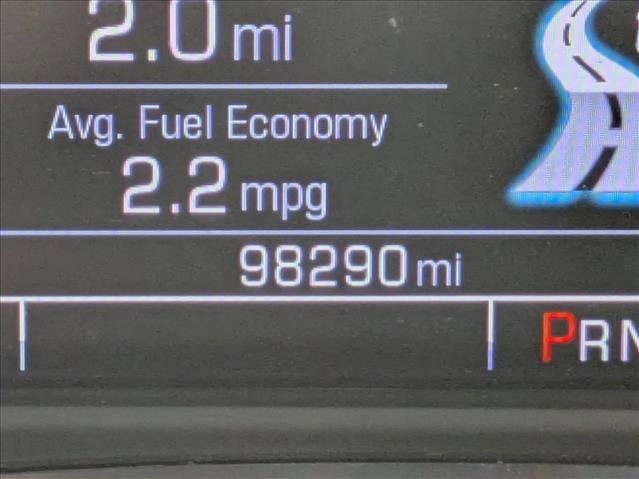 2.0 mi
Avg. Fuel Economy
2.2 mpg
98290 mi
PRN